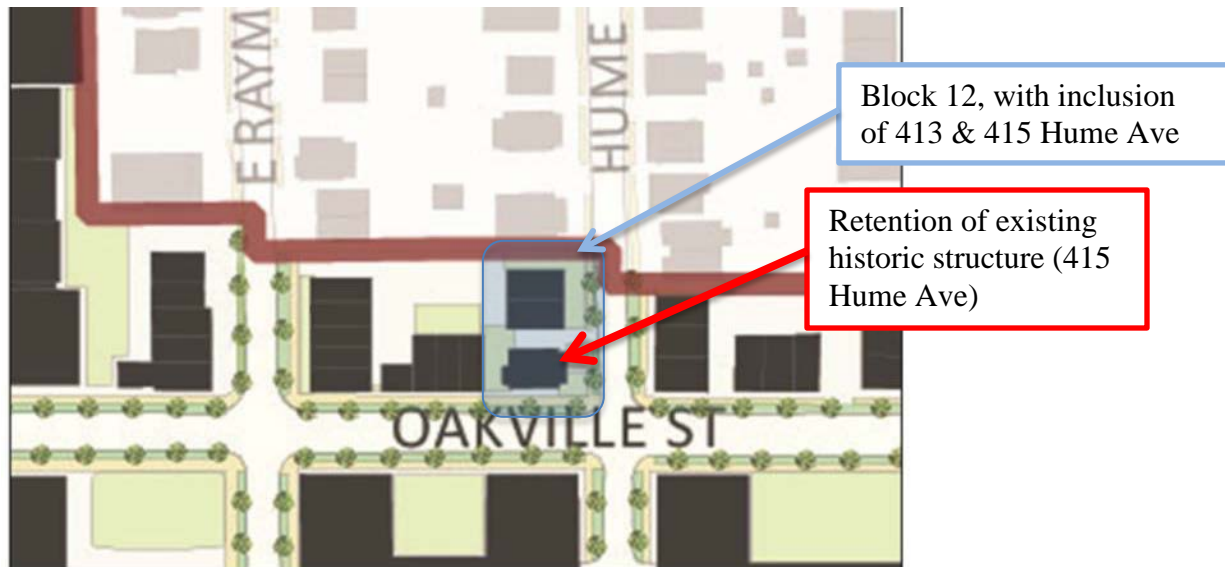 E RAYM
HUME
Block 12, with inclusion
of 413 & 415 Hume Ave
Retention of existing
historic structure (415
Hume Ave)
OAKVILLE ST